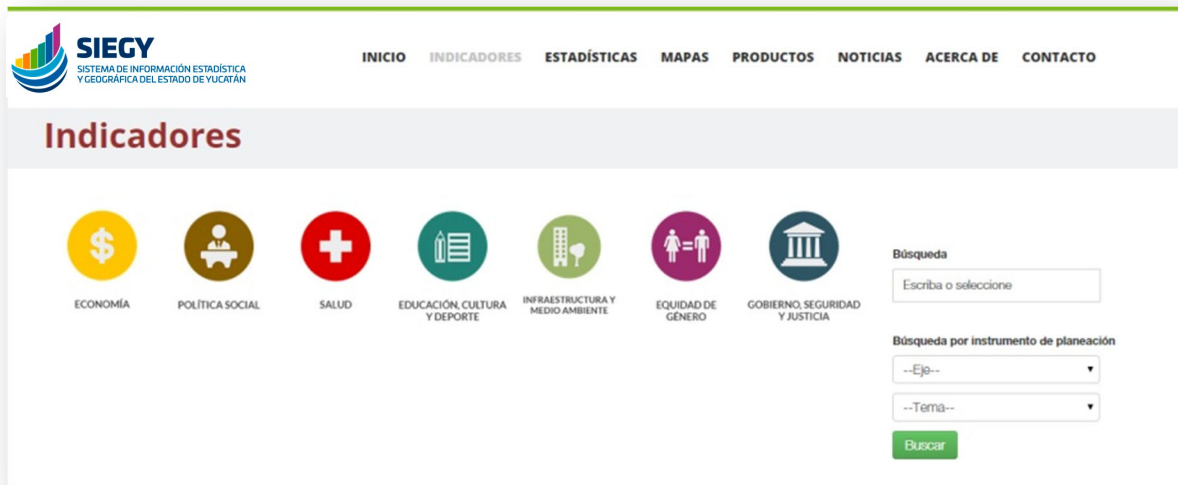 SIEGY
SISTEMA DE INFORMACIÓN ESTADÍSTICA
Y GEOGRÁFICA DEL ESTADO DE YUCATÁN
INICIO INDICADORES ESTADÍSTICAS MAPAS PRODUCTOS NOTICIAS ACERCA DE CONTACTO
Indicadores
$
ECONOMÍA
POLÍTICA SOCIAL
SALUD
EDUCACIÓN, CULTURA
Y DEPORTE
INFRAESTRUCTURA Y
MEDIO AMBIENTE
EQUIDAD DE
GÉNERO
GOBIERNO, SEGURIDAD
Y JUSTICIA
Búsqueda
Escriba o seleccione
Búsqueda por instrumento de planeación
--Eje--
--Tema--
Buscar